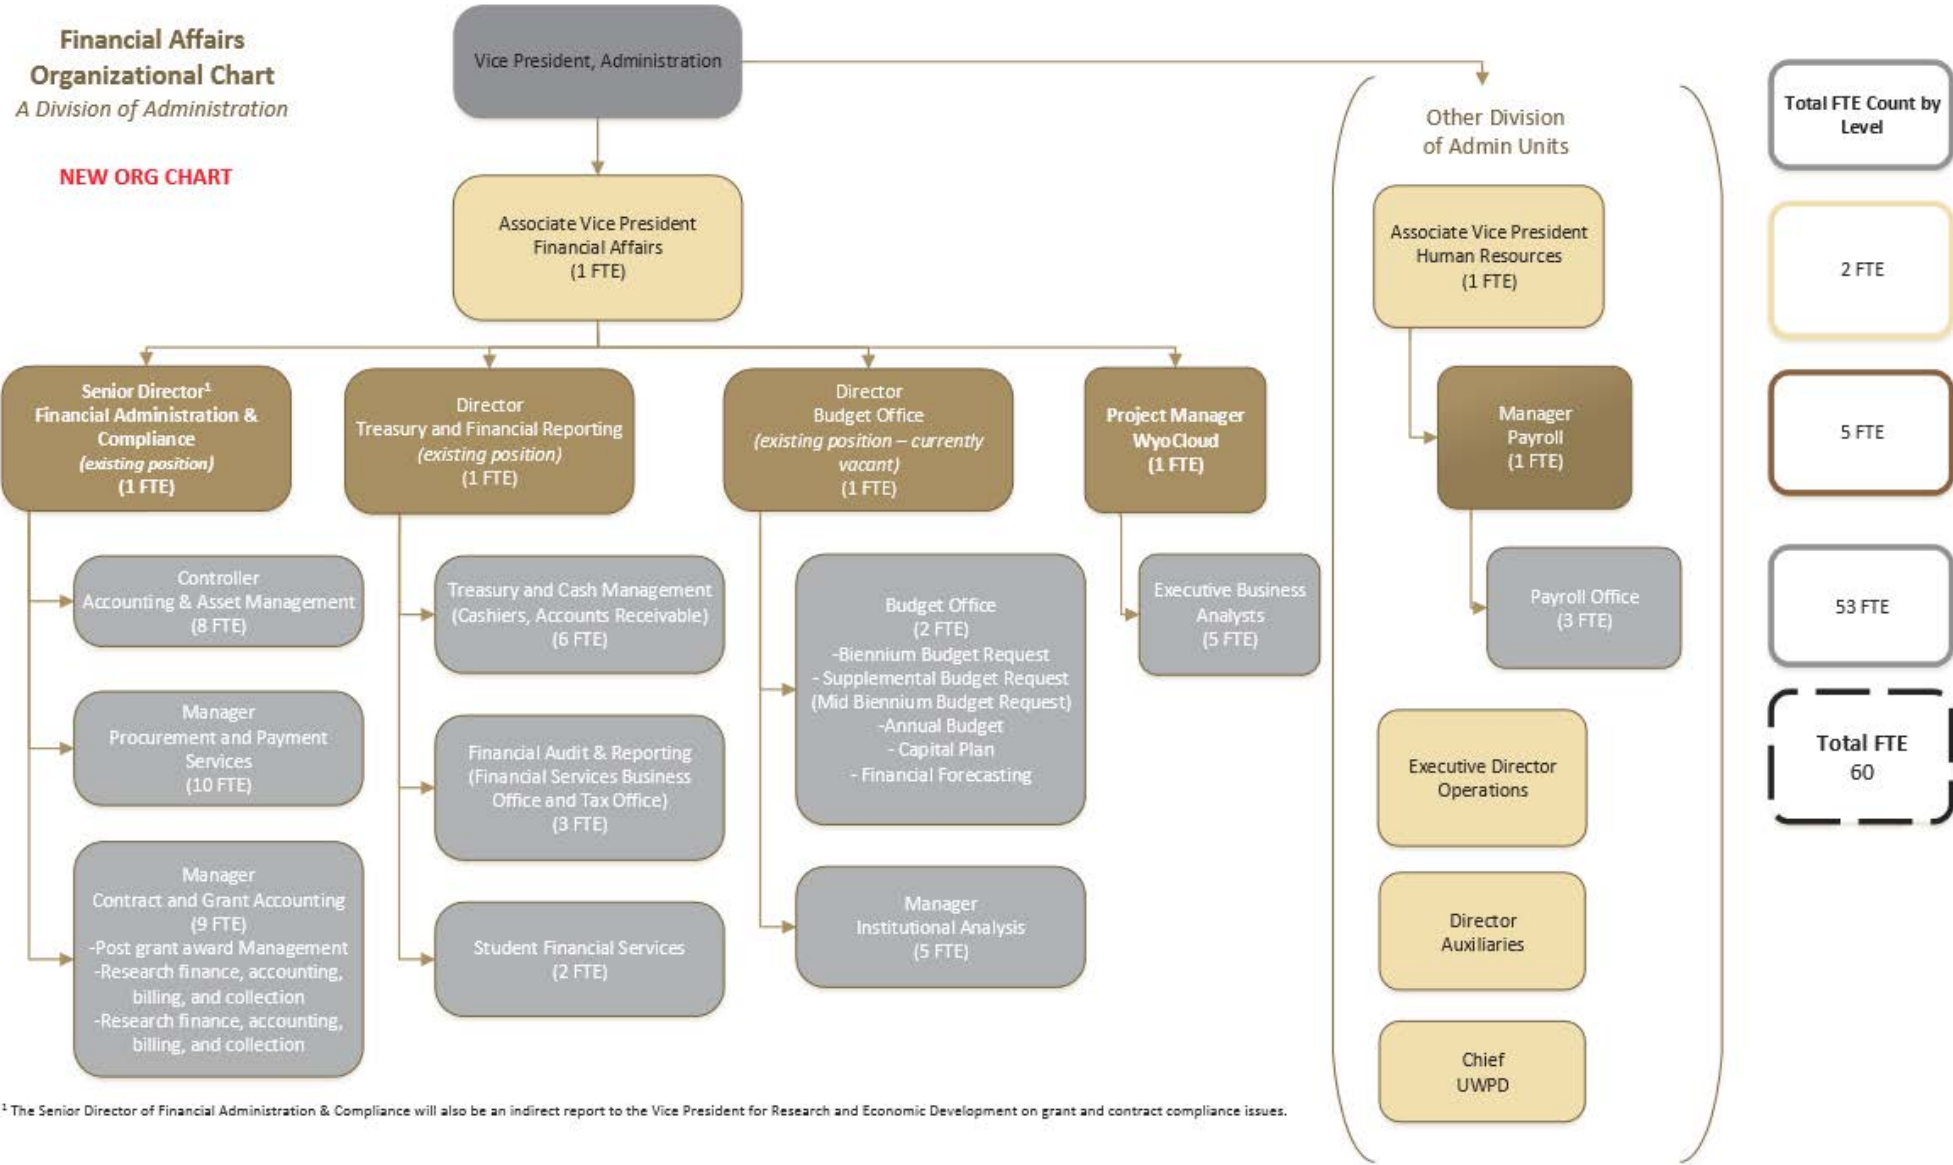 Financial Affairs
Organizational Chart
A Division of Administration
NEW ORG CHART
Vice President, Administration
Associate Vice President
Financial Affairs
(1 FTE)
Senior Director¹
Financial Administration &
Compliance
(existing position)
(1 FTE)
Controller
Accounting & Asset Management
(8 FTE)
Manager
Procurement and Payment
Services
(10 FTE)
Manager
Contract and Grant Accounting
(9 FTE)
-Post grant award Management
-Research finance, accounting,
billing, and collection
-Research finance, accounting,
billing, and collection
Director
Treasury and Financial Reporting
(existing position)
(1 FTE)
Treasury and Cash Management
(Cashiers, Accounts Receivable)
(6 FTE)
Financial Audit & Reporting
(Financial Services Business
Office and Tax Office)
(3 FTE)
Student Financial Services
(2 FTE)
Director
Budget Office
(existing position – currently
vacant)
(1 FTE)
Budget Office
(2 FTE)
-Biennium Budget Request
- Supplemental Budget Request
(Mid Biennium Budget Request)
-Annual Budget
- Capital Plan
- Financial Forecasting
Manager
Institutional Analysis
(5 FTE)
Project Manager
WyoCloud
(1 FTE)
Executive Business
Analysts
(5 FTE)
Other Division
of Admin Units
Associate Vice President
Human Resources
(1 FTE)
Manager
Payroll
(1 FTE)
Payroll Office
(3 FTE)
Executive Director
Operations
Director
Auxiliaries
Chief
UWPD
Total FTE Count by
Level
2 FTE
5 FTE
53 FTE
Total FTE
60
¹ The Senior Director of Financial Administration & Compliance will also be an indirect report to the Vice President for Research and Economic Development on grant and contract compliance issues.